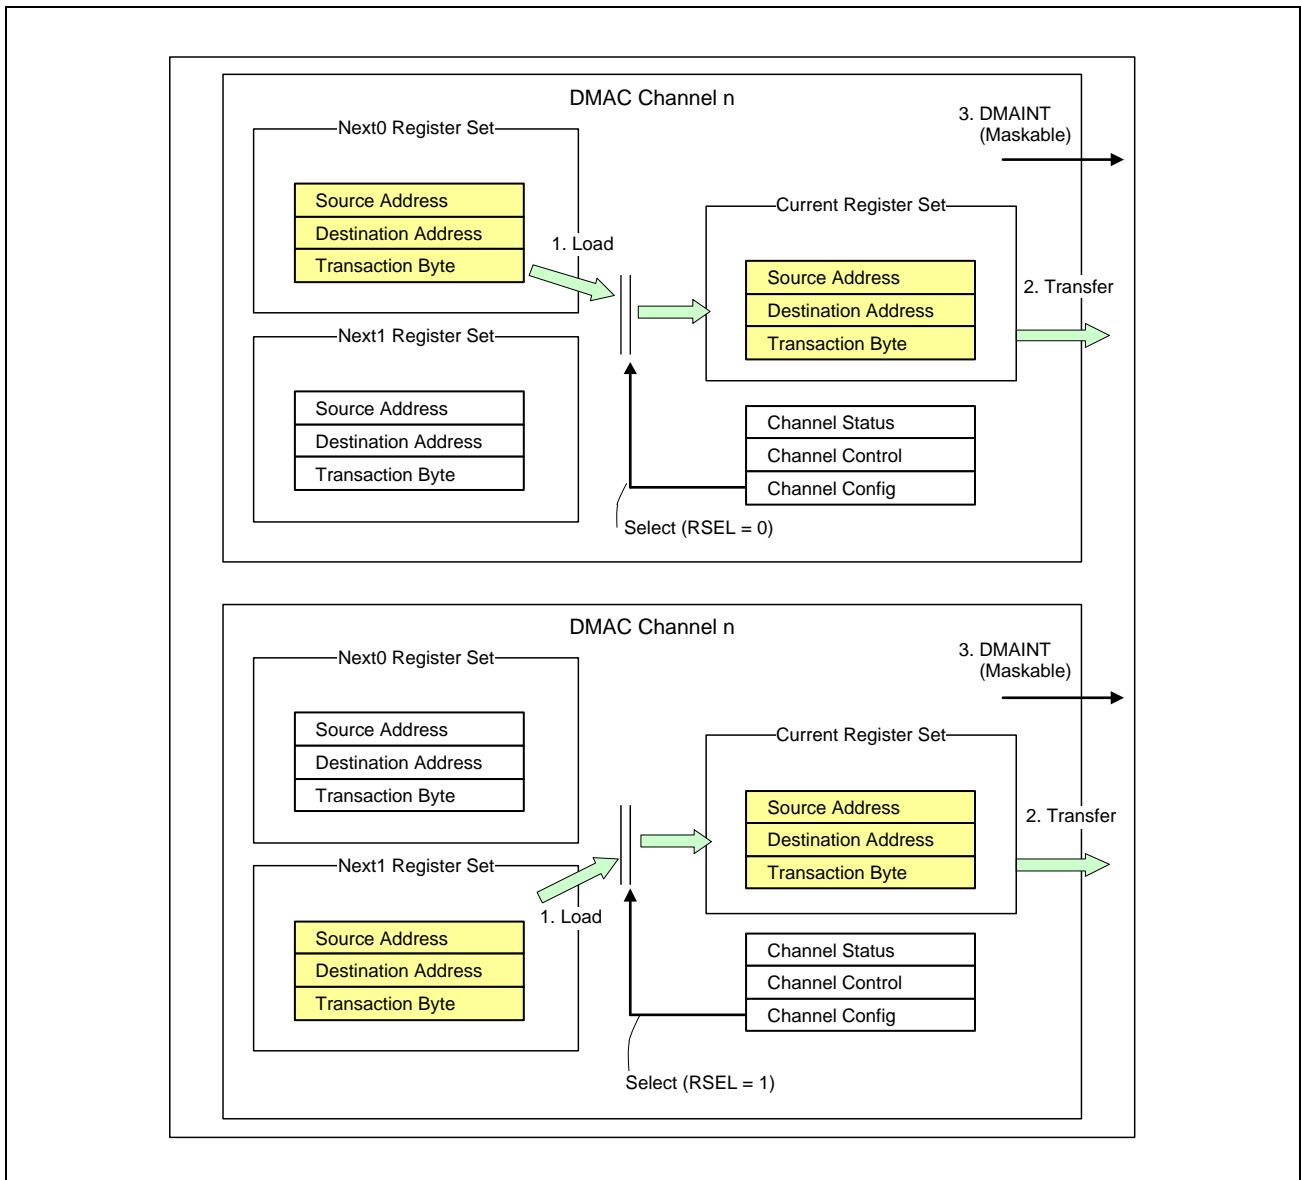 DMAC Channel n
3. DMAINT
(Maskable)
Next0 Register Set
Source Address
Destination Address
Transaction Byte
1. Load
Current Register Set
Source Address
Destination Address
Transaction Byte
2. Transfer
Next1 Register Set
Source Address
Destination Address
Transaction Byte
Channel Status
Channel Control
Channel Config
Select (RSEL = 0)
DMAC Channel n
3. DMAINT
(Maskable)
Next0 Register Set
Source Address
Destination Address
Transaction Byte
Current Register Set
Source Address
Destination Address
Transaction Byte
2. Transfer
Next1 Register Set
1. Load
Source Address
Destination Address
Transaction Byte
Channel Status
Channel Control
Channel Config
Select (RSEL = 1)